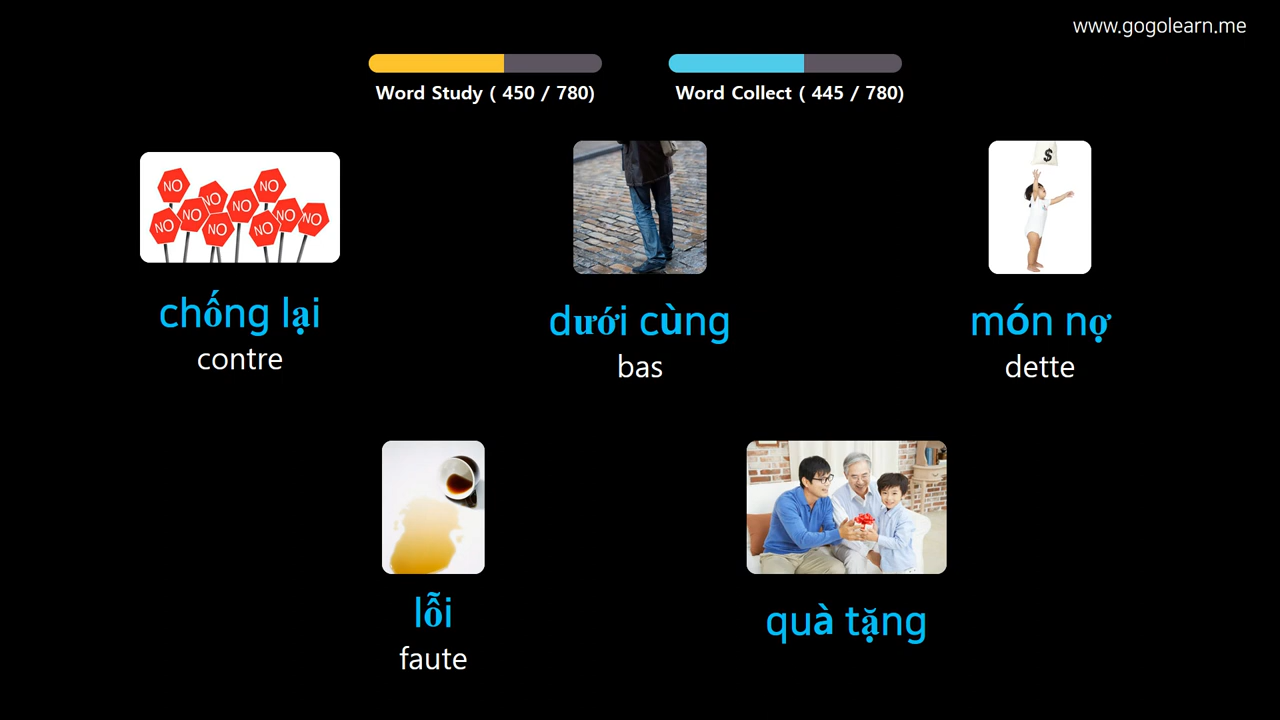 www.gogolearn.me
Word Study ( 450 / 780)
Word Collect ( 445 / 780)
NO
NO
NO
NO
NO
NO
NO
NO
NO
NO
$
chống lại
contre
dưới cùng
bas
món nợ
dette
lỗi
faute
quà tặng